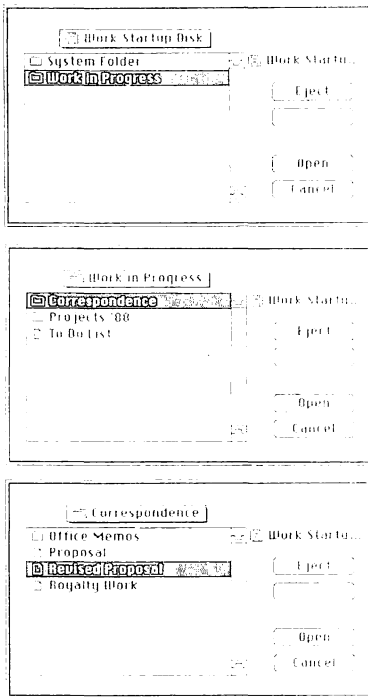 Work Startup Disk
System Folder
Work Startu...
Work In Progress
Eject
Open
Cancel
Work in Progress
Correspondence
Work Startu...
Projects '88
To Do List
Eject
Open
Cancel
Correspondence
Office Memos
Work Startu...
Proposal
Revised Proposal
Eject
Royalty Work
Open
Cancel